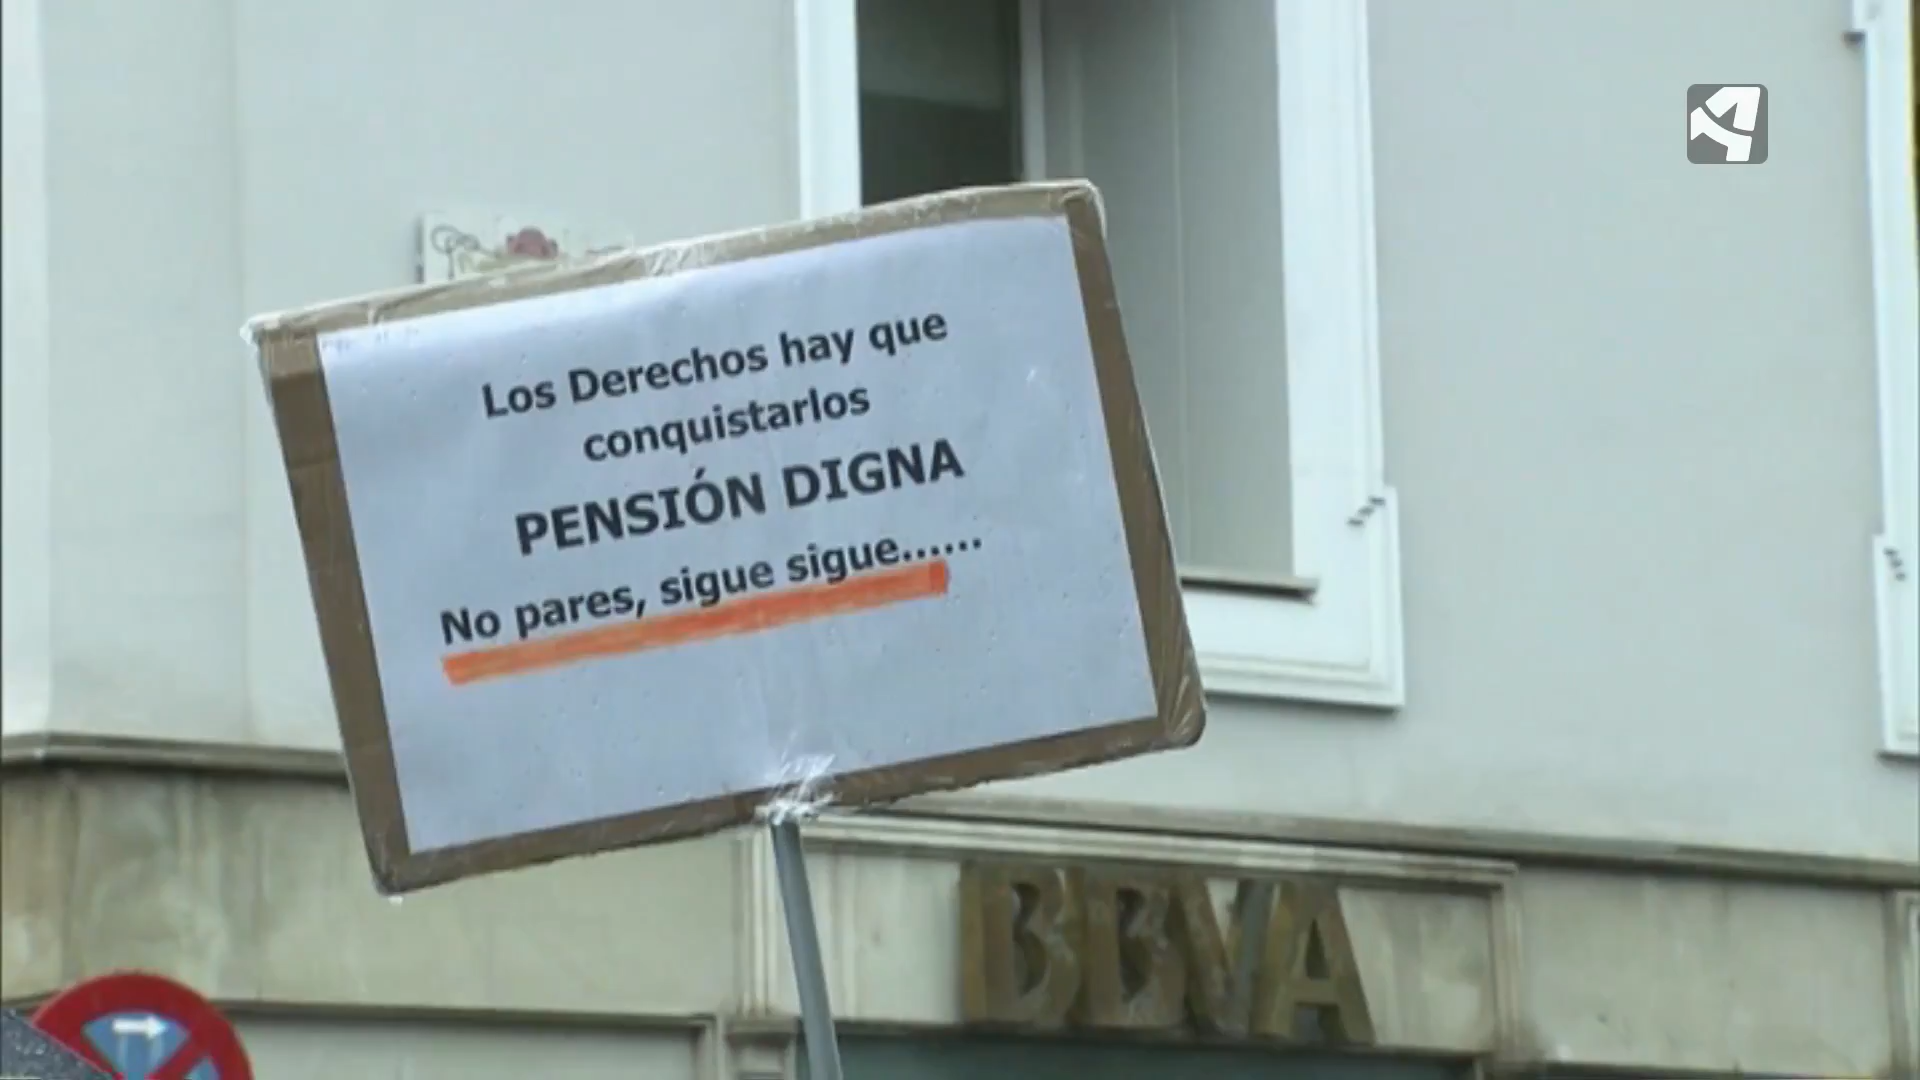 Los Derechos hay que
conquistarlos
PENSIÓN DIGNA
No pares, sigue sigue......
BBVA